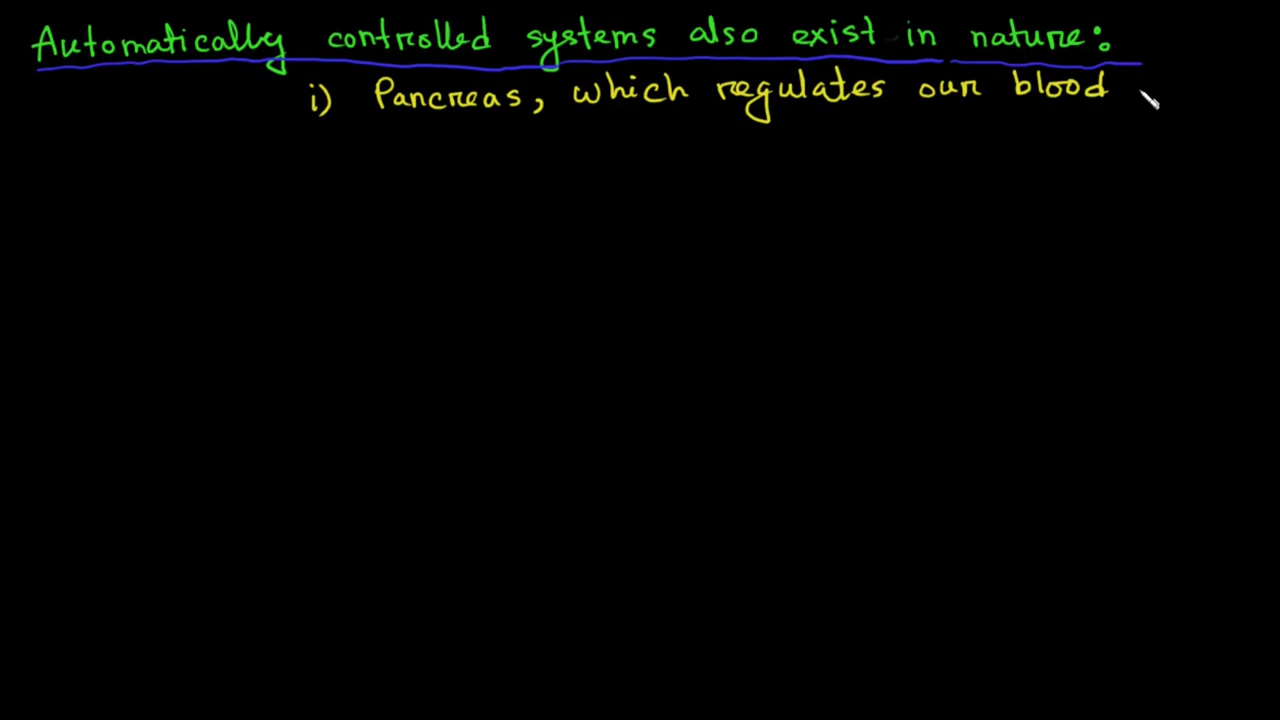 Automatically controlled systems also exist in nature:
i) Pancreas, which regulates our blood